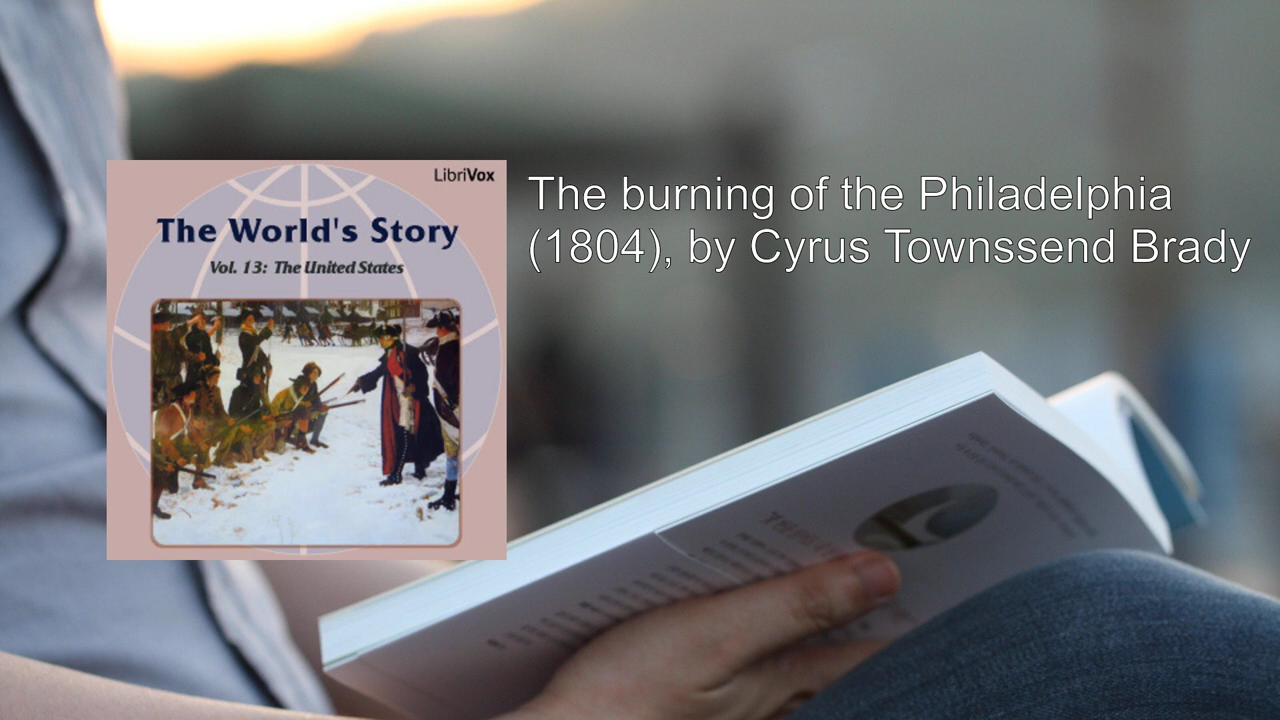 LibriVox
The World's Story
Vol. 13: The United States
The burning of the Philadelphia
(1804), by Cyrus Townssend Brady